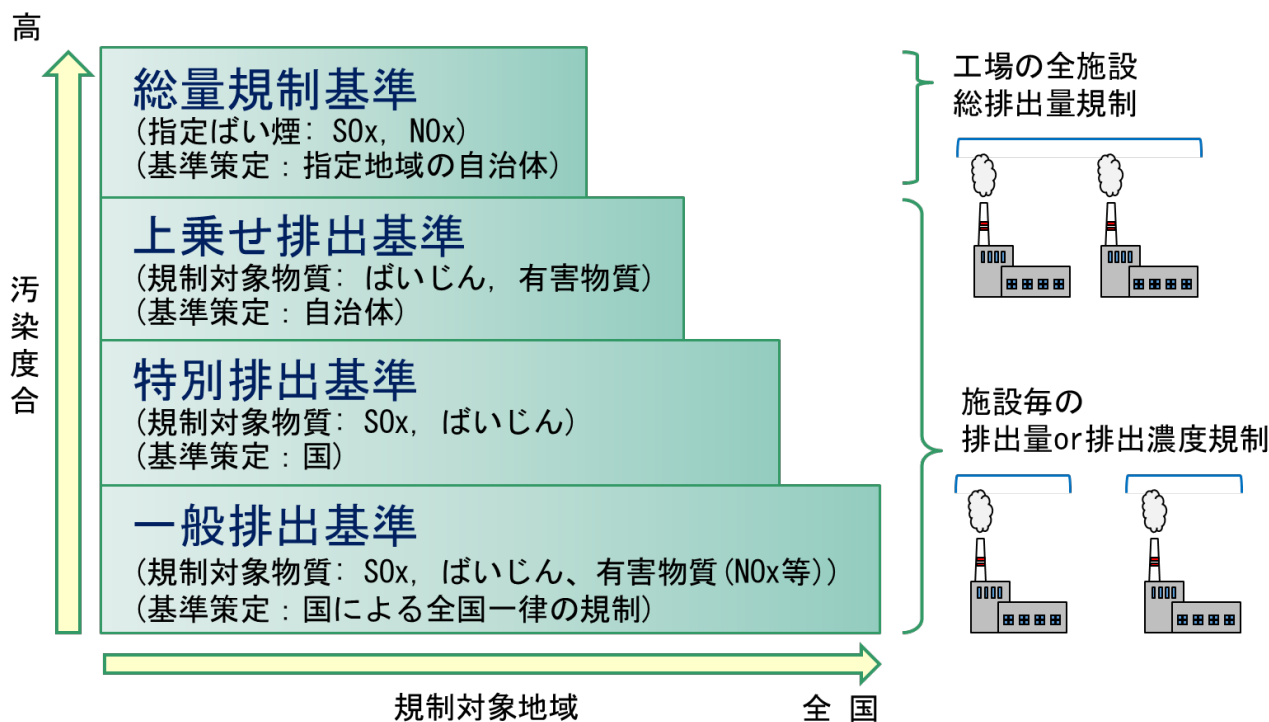 高
総量規制基準
(指定ばい煙: SOx, NOx)
(基準策定:指定地域の自治体)
上乗せ排出基準
(規制対象物質: ばいじん, 有害物質)
(基準策定:自治体)
特別排出基準
(規制対象物質: SOx, ばいじん)
(基準策定:国)
一般排出基準
(規制対象物質: SOx, ばいじん、有害物質(NOx等))
(基準策定:国による全国一律の規制)
汚染度合
規制対象地域
全国
工場の全施設
総排出量規制
施設毎の
排出量or排出濃度規制